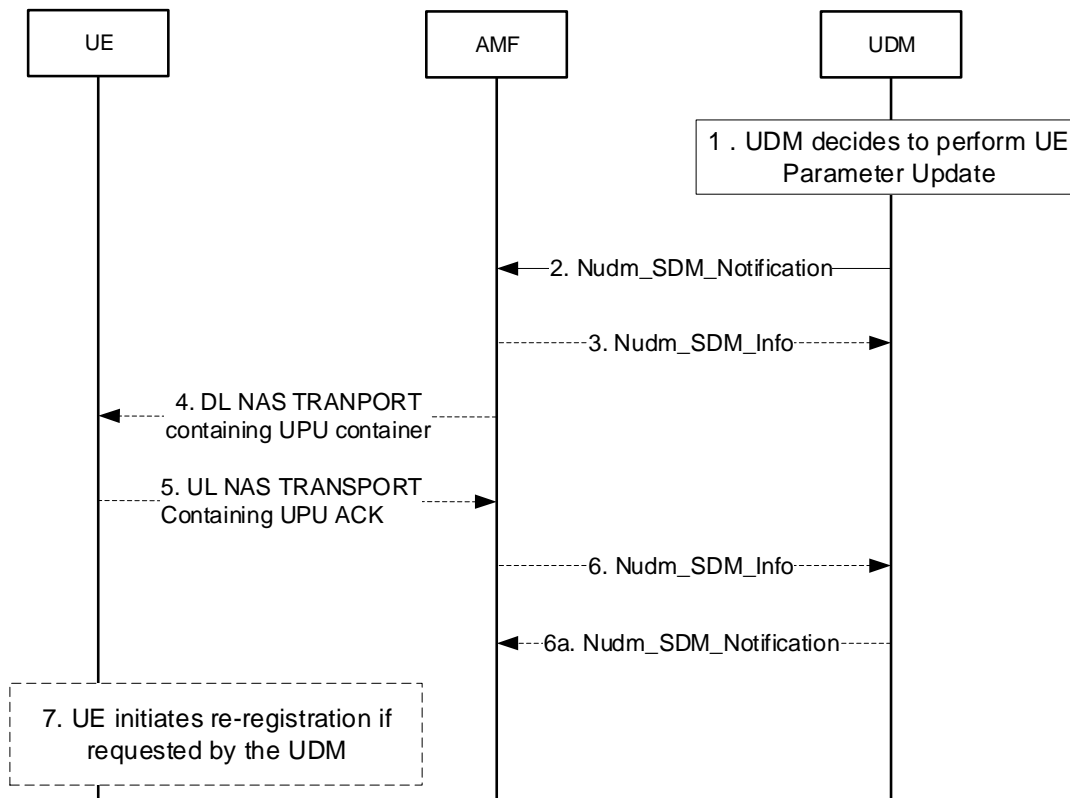 UE
AMF
UDM
1 . UDM decides to perform UE
Parameter Update
2. Nudm_SDM_Notification
3. Nudm_SDM_Info
4. DL NAS TRANPORT
containing UPU container
5. UL NAS TRANSPORT
Containing UPU ACK
6. Nudm_SDM_Info
6a. Nudm_SDM_Notification
7. UE initiates re-registration if
requested by the UDM